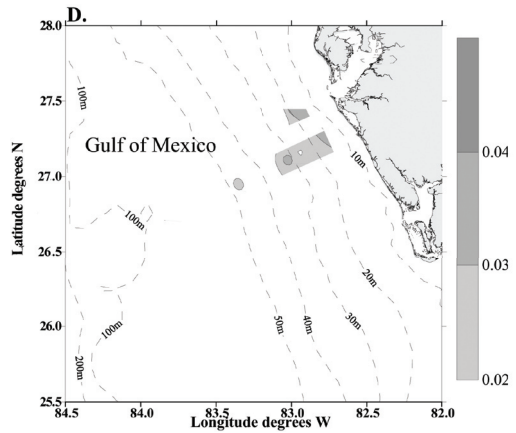 D.
28.0
27.5
27.0
26.5
26.0
25.5
Latitude degrees N
84.5 84.0 83.5 83.0 82.5 82.0
Longitude degrees W
Gulf of Mexico
100m
100m
100m
200m
50m
40m
30m
20m
10m
0.04
0.03
0.02